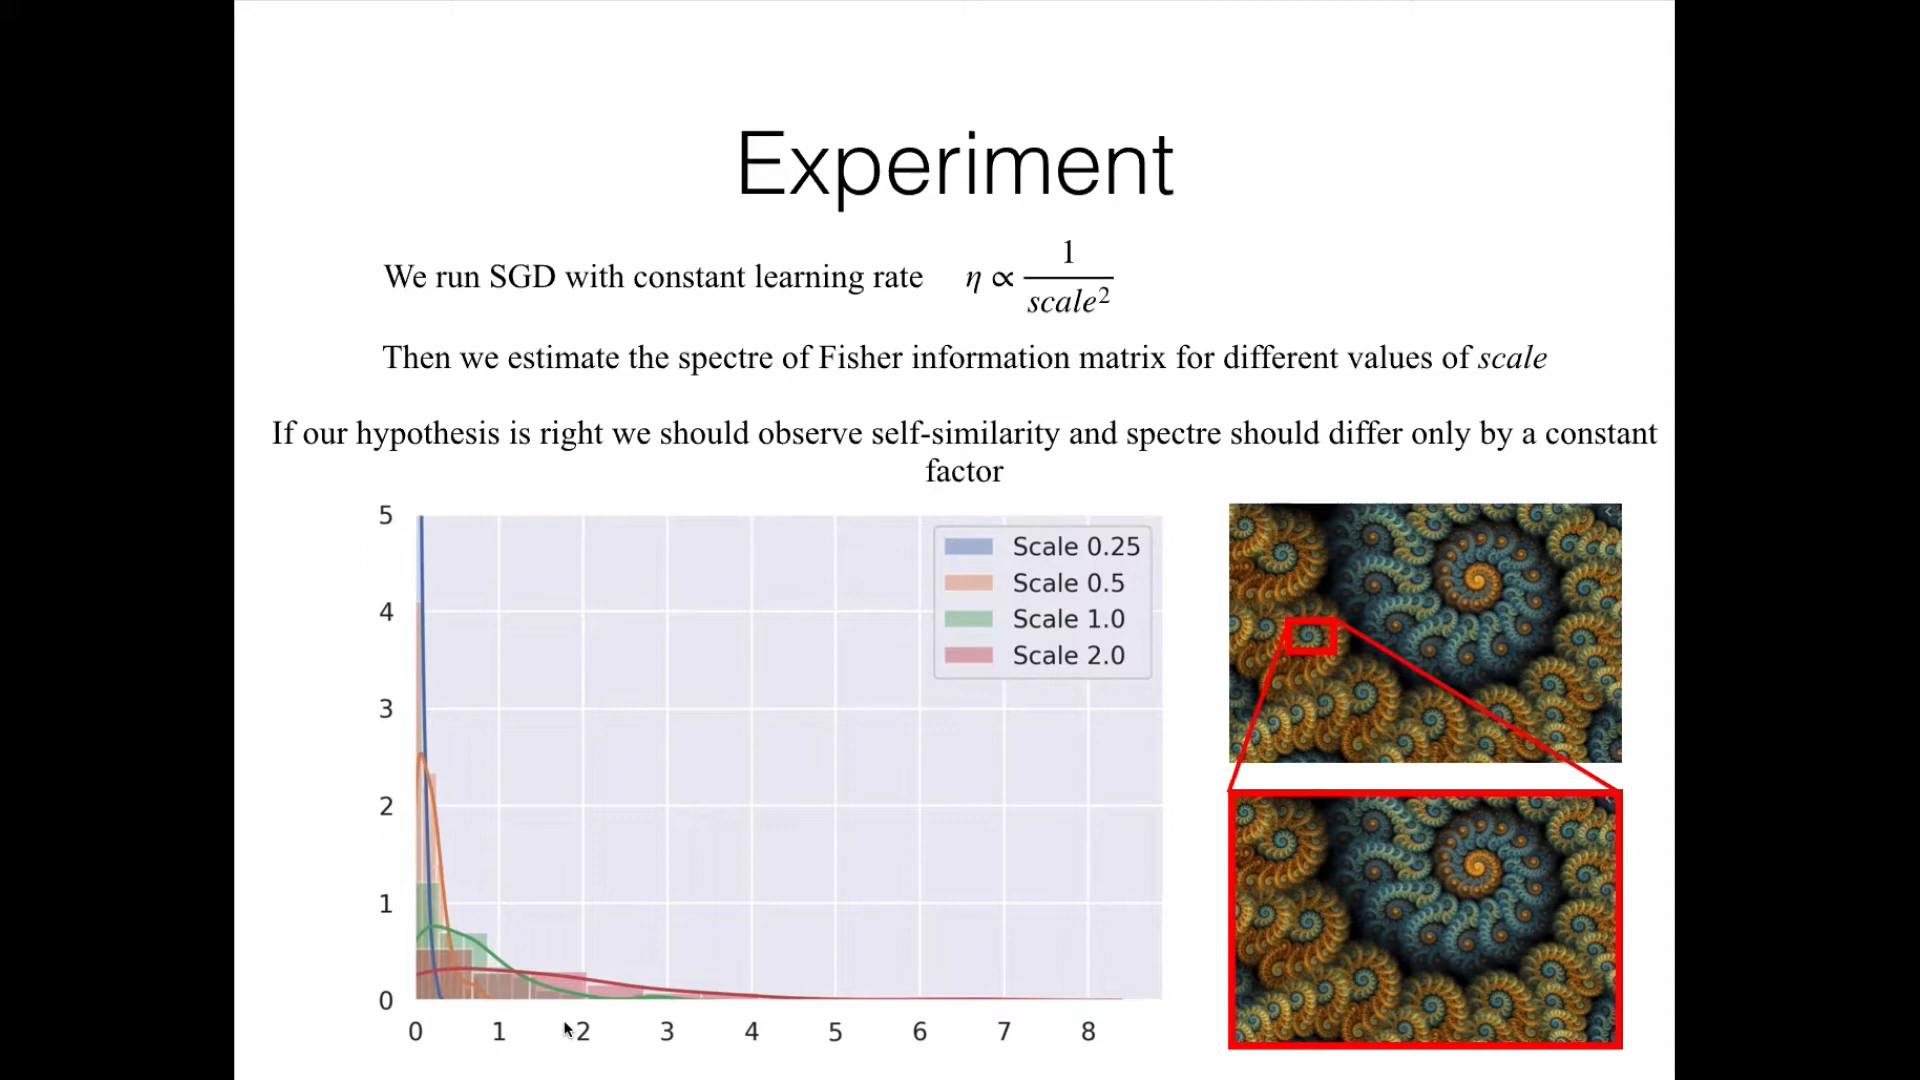 Experiment
We run SGD with constant learning rate η ∝ 1/scale²
Then we estimate the spectre of Fisher information matrix for different values of scale
If our hypothesis is right we should observe self-similarity and spectre should differ only by a constant
factor
5
4
3
2
1
0
Scale 0.25
Scale 0.5
Scale 1.0
Scale 2.0
0 1 2 3 4 5 6 7 8